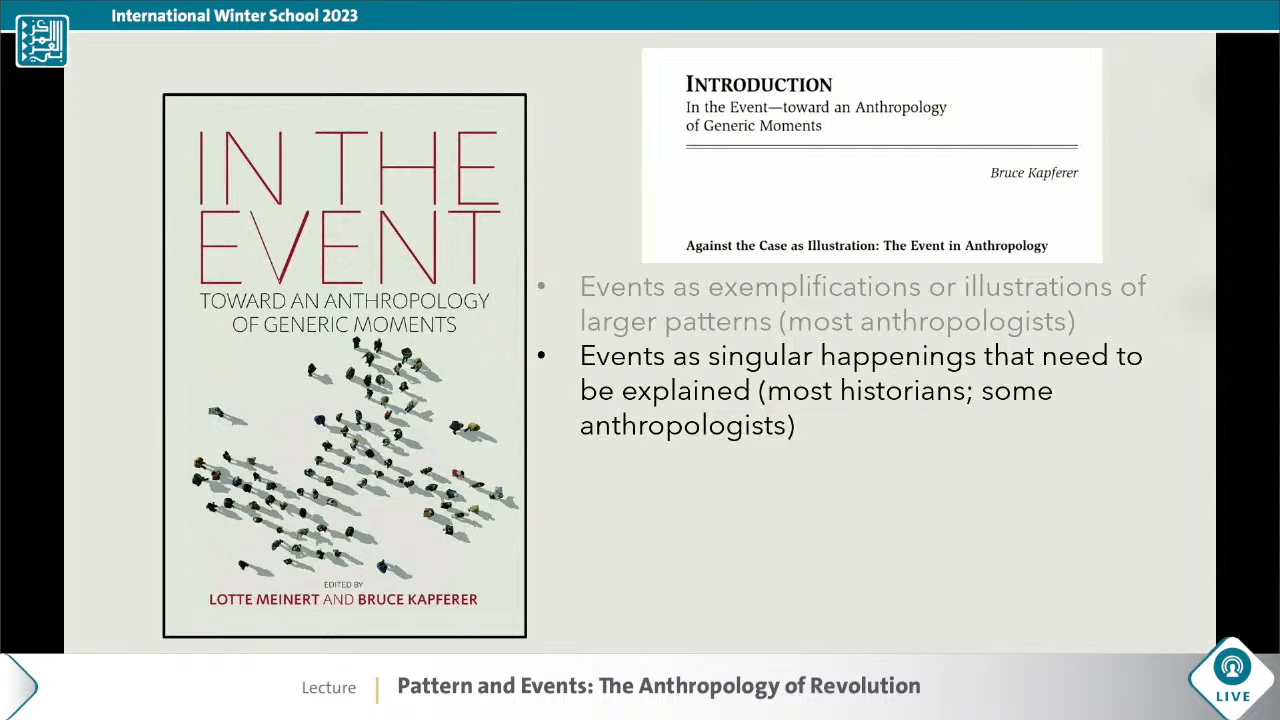 International Winter School 2023
المركز العربي
IN THE
EVENT
TOWARD AN ANTHROPOLOGY
OF GENERIC MOMENTS
EDITED BY
LOTTE MEINERT AND BRUCE KAPFERER
INTRODUCTION
In the Event—toward an Anthropology
of Generic Moments
Bruce Kapferer
Against the Case as Illustration: The Event in Anthropology
• Events as exemplifications or illustrations of
larger patterns (most anthropologists)
• Events as singular happenings that need to
be explained (most historians; some
anthropologists)
Lecture
Pattern and Events: The Anthropology of Revolution
LIVE